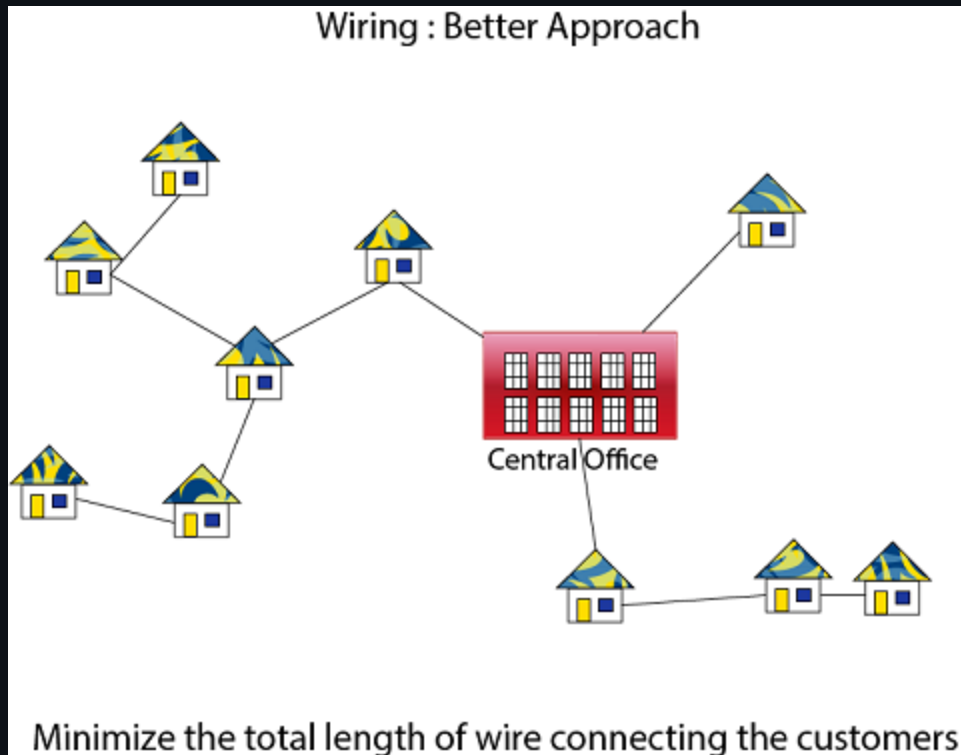 Wiring : Better Approach
Central Office
Minimize the total length of wire connecting the customers